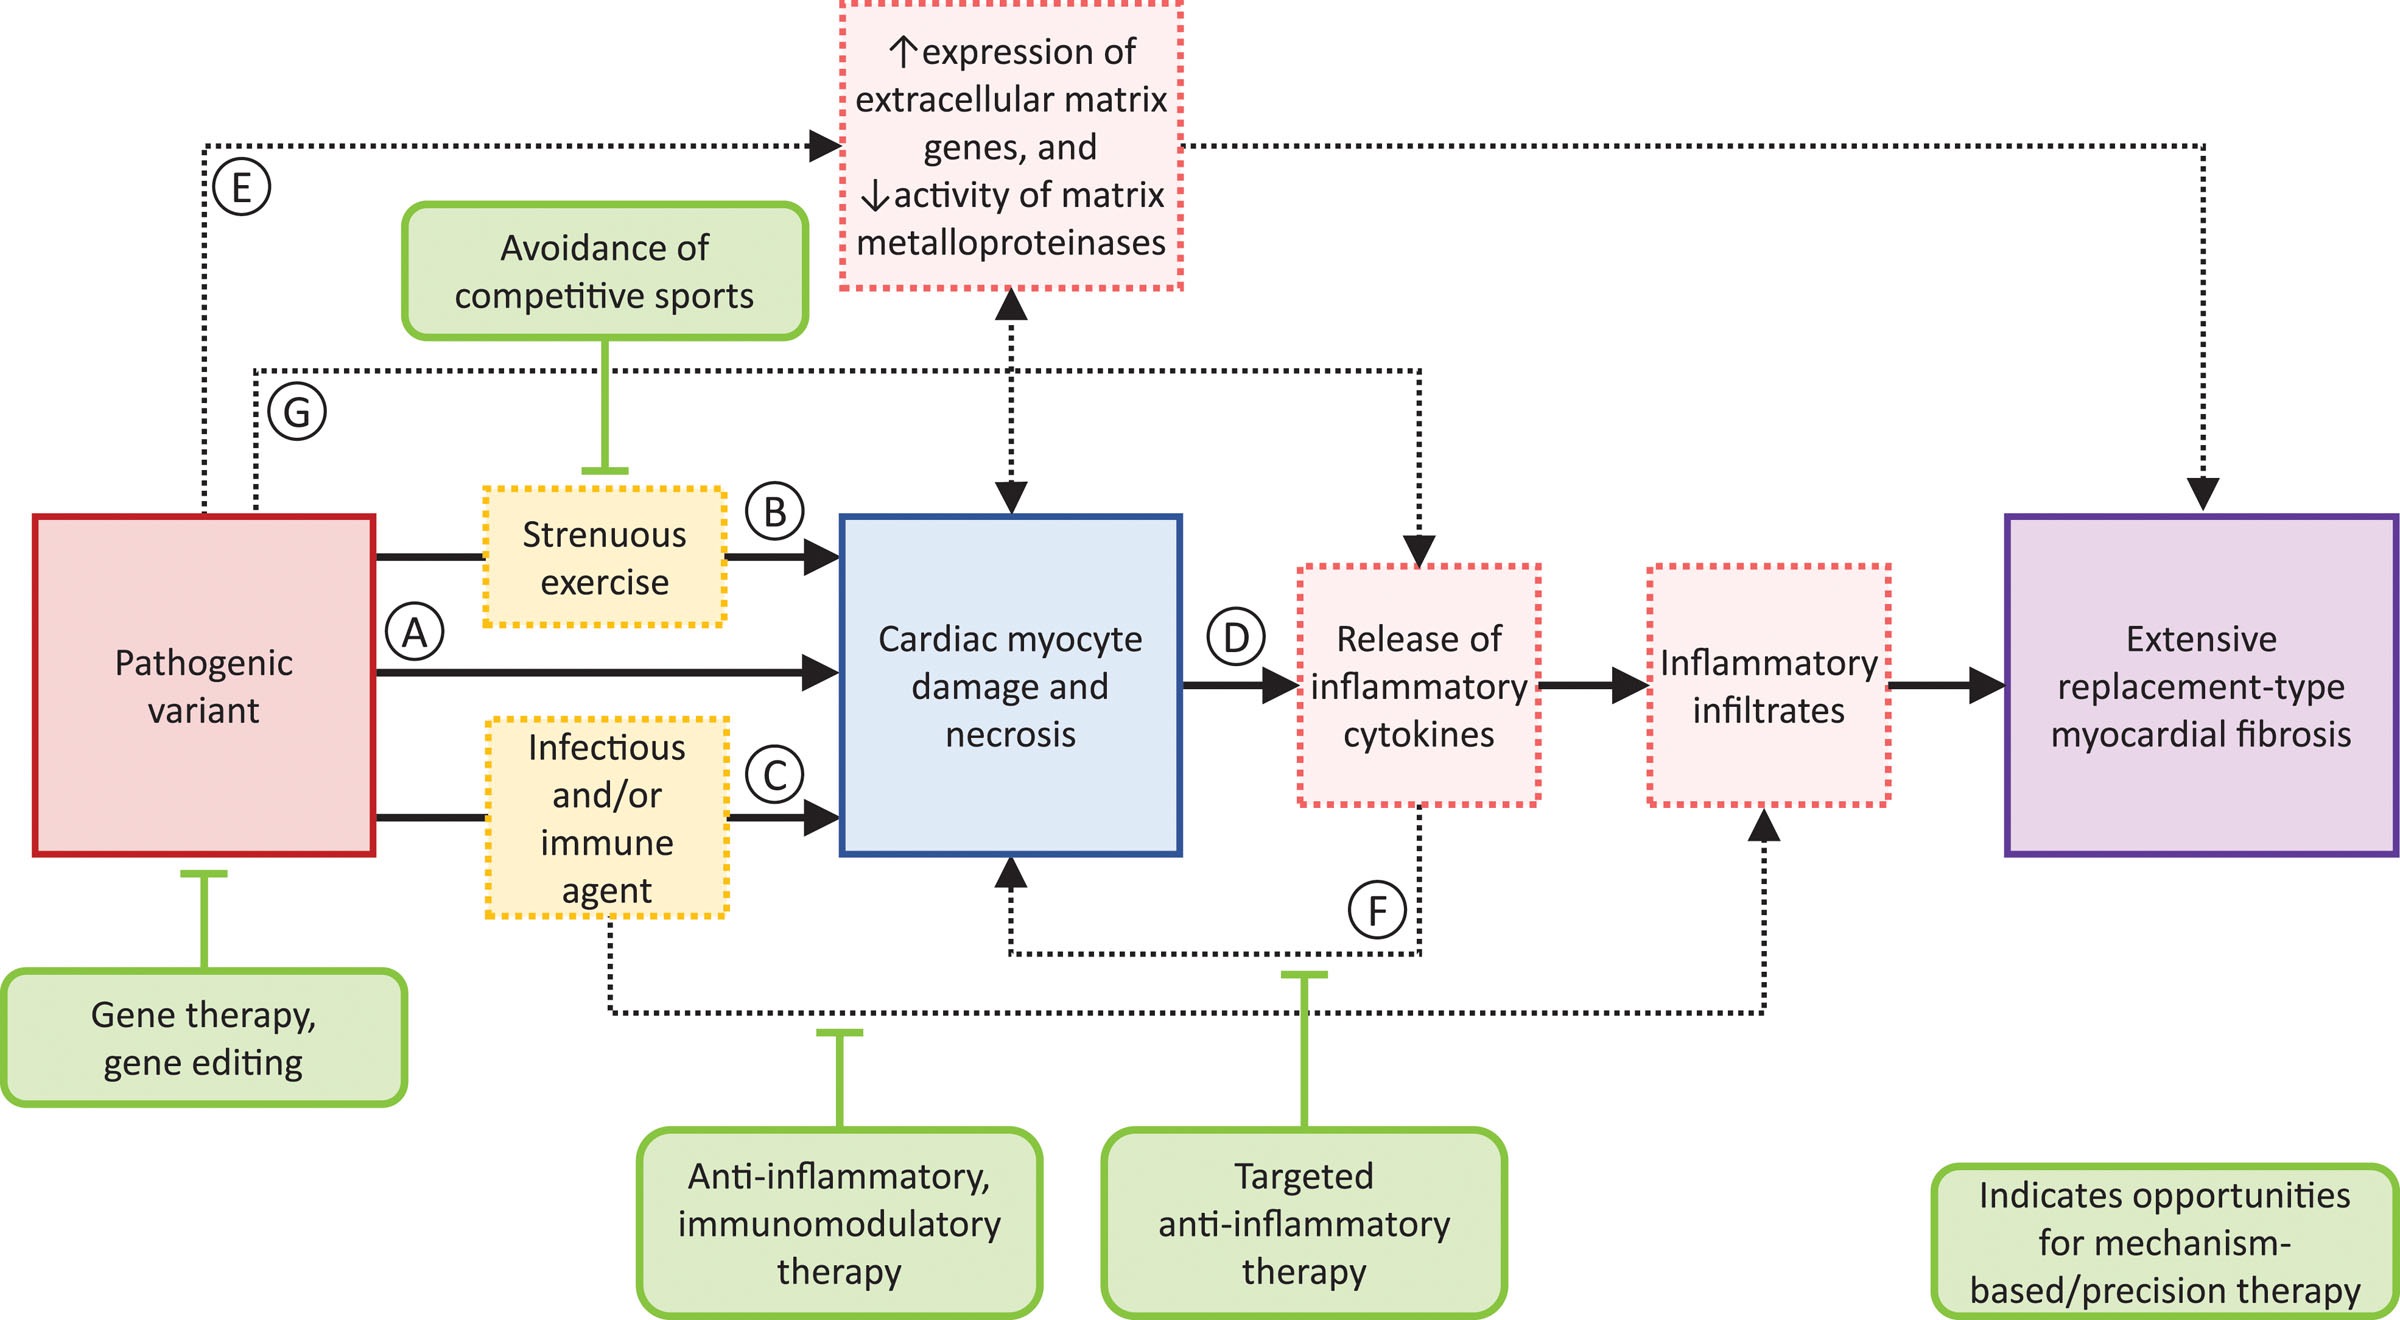 ↑expression of
extracellular matrix
genes, and
↓activity of matrix
metalloproteinases
E
Avoidance of
competitive sports
G
B
Strenuous
exercise
A
Pathogenic
variant
Cardiac myocyte
damage and
necrosis
D
Release of
inflammatory
cytokines
Inflammatory
infiltrates
Extensive
replacement-type
myocardial fibrosis
Infectious
and/or
immune
agent
C
F
Gene therapy,
gene editing
Anti-inflammatory,
immunomodulatory
therapy
Targeted
anti-inflammatory
therapy
Indicates opportunities
for mechanism-
based/precision therapy